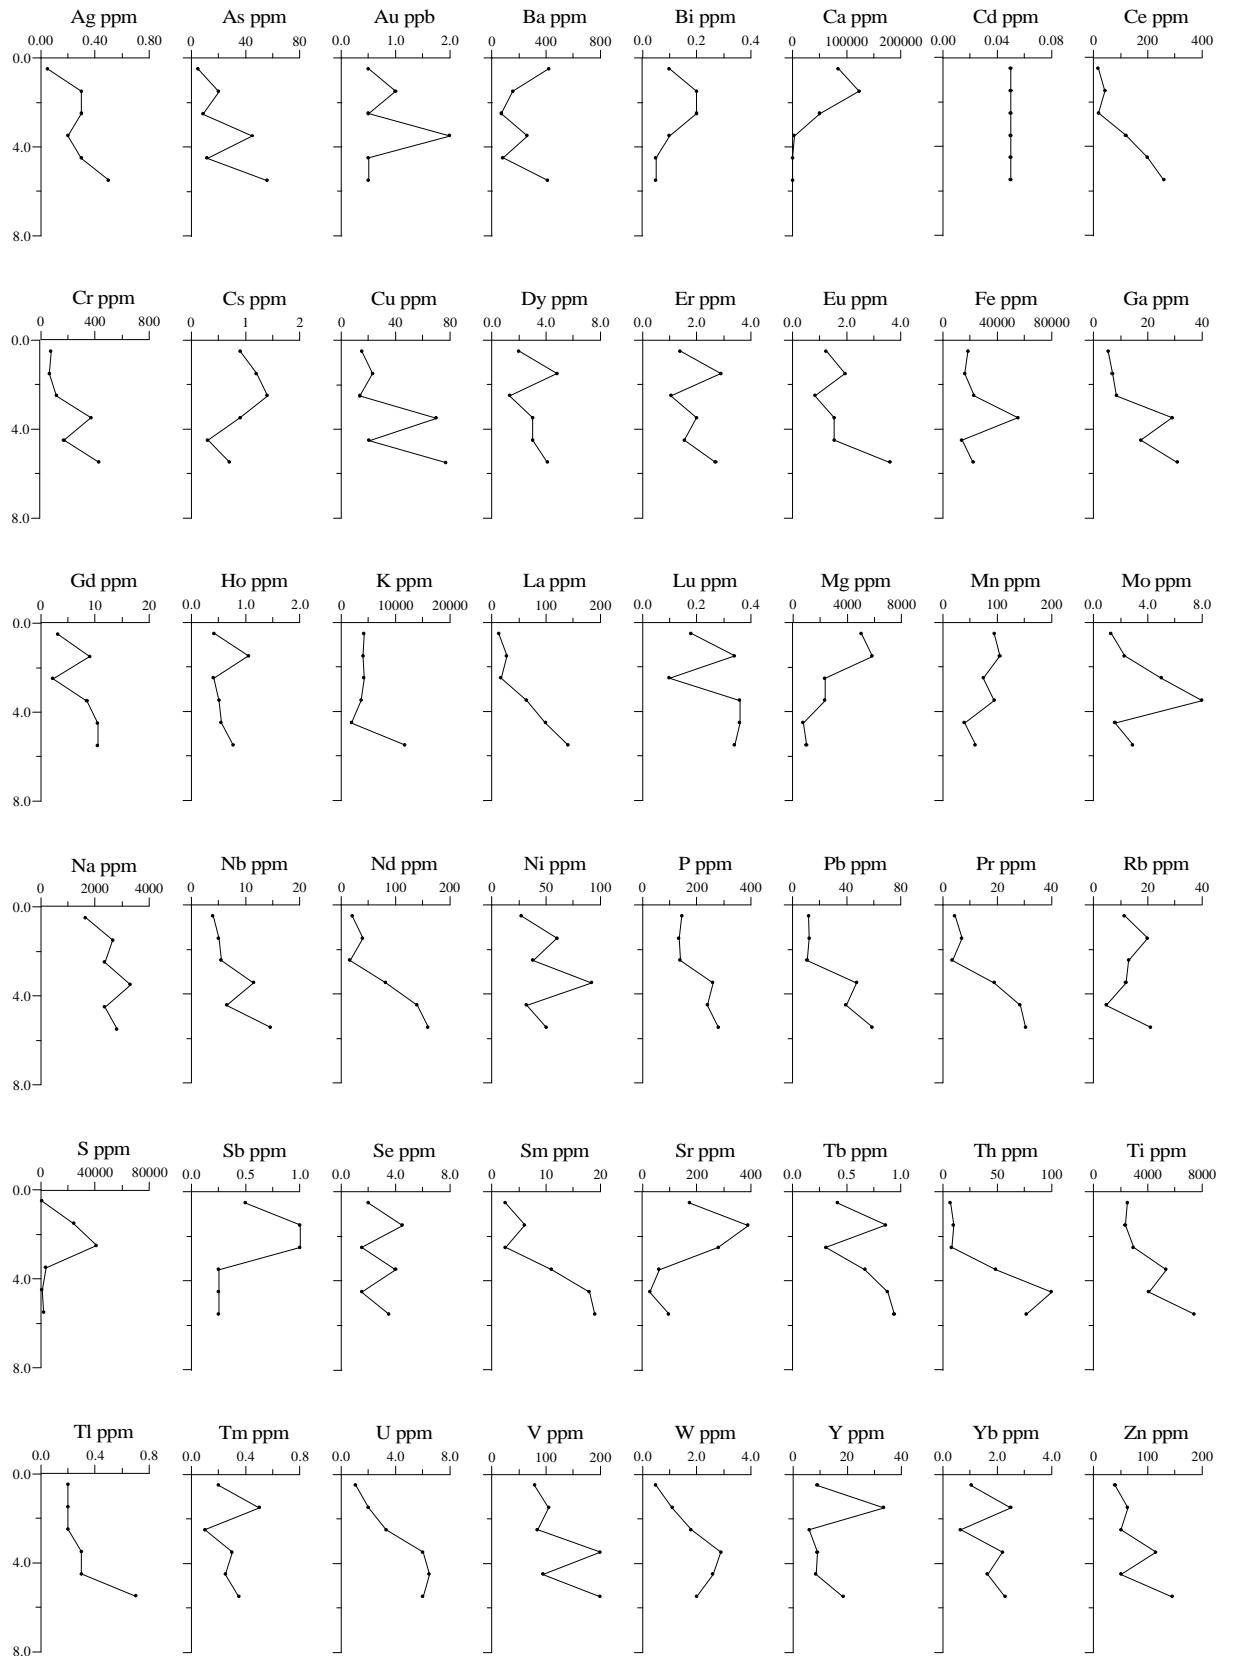 Ag ppm As ppm Au ppb Ba ppm Bi ppm Ca ppm Cd ppm Ce ppm
0.00 0.40 0.80 0 40 80 0.0 1.0 2.0 0 400 800 0.0 0.2 0.4 0 100000 200000 0.00 0.04 0.08 0 200 400
0.0
4.0
8.0
Cr ppm Cs ppm Cu ppm Dy ppm Er ppm Eu ppm Fe ppm Ga ppm
0 400 800 0 1 2 0 40 80 0.0 4.0 8.0 0.0 2.0 4.0 0.0 2.0 4.0 0 40000 80000 0 20 40
0.0
4.0
8.0
Gd ppm Ho ppm K ppm La ppm Lu ppm Mg ppm Mn ppm Mo ppm
0 10 20 0.0 1.0 2.0 0 10000 20000 0 100 200 0.0 0.2 0.4 0 4000 8000 0 100 200 0.0 4.0 8.0
0.0
4.0
8.0
Na ppm Nb ppm Nd ppm Ni ppm P ppm Pb ppm Pr ppm Rb ppm
0 2000 4000 0 10 20 0 100 200 0 50 100 0 200 400 0 40 80 0 20 40 0 20 40
0.0
4.0
8.0
S ppm Sb ppm Se ppm Sm ppm Sr ppm Tb ppm Th ppm Ti ppm
0 40000 80000 0.0 0.5 1.0 0.0 4.0 8.0 0 10 20 0 200 400 0.0 0.5 1.0 0 50 100 0 4000 8000
0.0
4.0
8.0
Tl ppm Tm ppm U ppm V ppm W ppm Y ppm Yb ppm Zn ppm
0.0 0.4 0.8 0.0 0.2 0.4 0.6 0.8 0.0 4.0 8.0 0 100 200 0.0 2.0 4.0 0 20 40 0.0 2.0 4.0 0 100 200
0.0
4.0
8.0